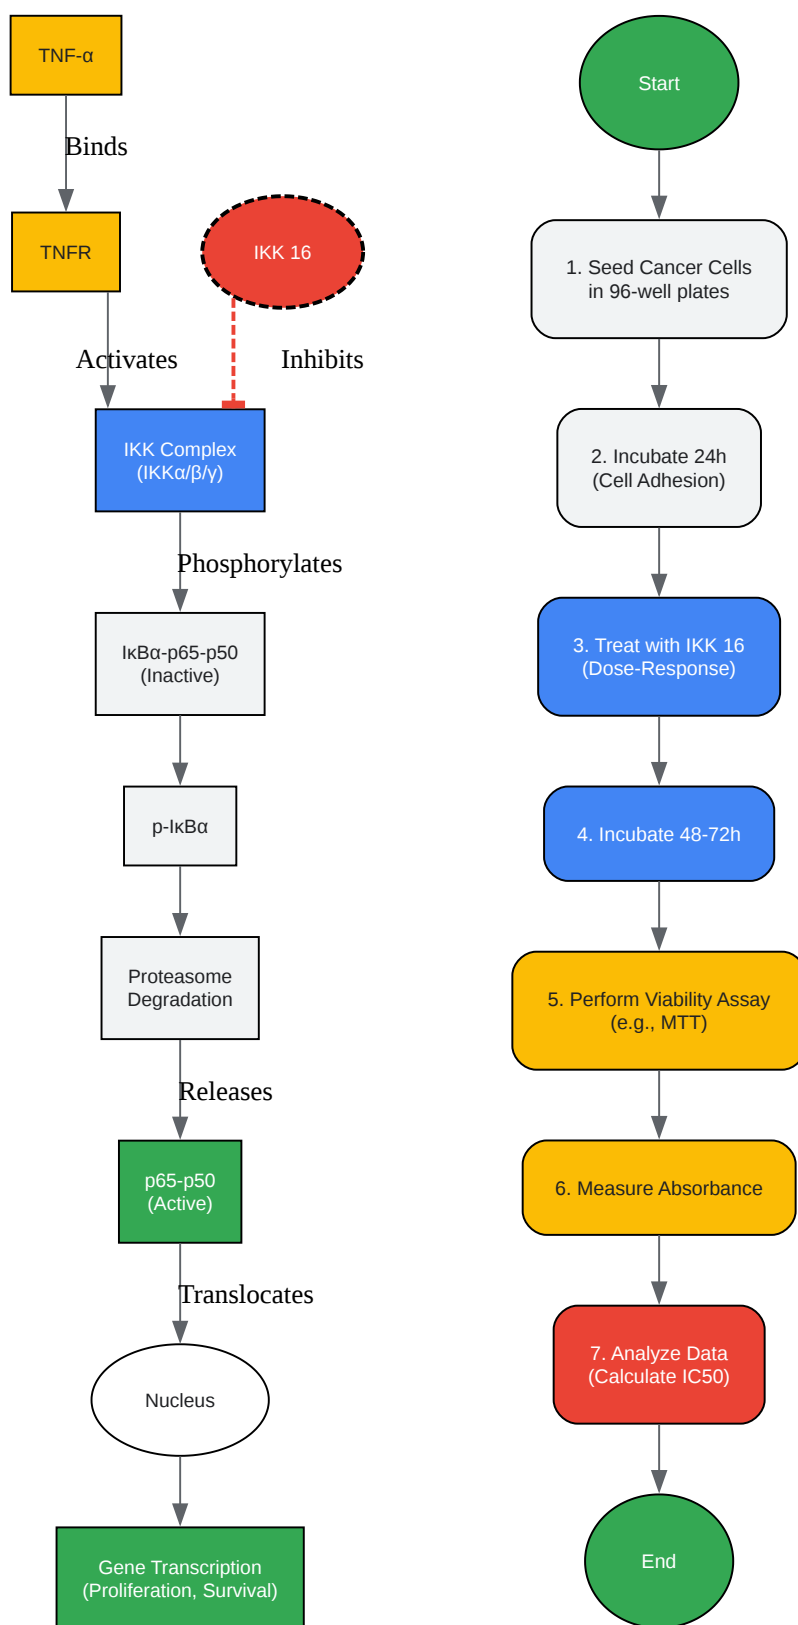 TNF-α
Binds
TNFR
IKK 16
Activates
Inhibits
IKK Complex
(IKKα/β/γ)
Phosphorylates
IκBα-p65-p50
(Inactive)
p-IκBα
Proteasome
Degradation
Releases
p65-p50
(Active)
Translocates
Nucleus
Gene Transcription
(Proliferation, Survival)
Start
1. Seed Cancer Cells
in 96-well plates
2. Incubate 24h
(Cell Adhesion)
3. Treat with IKK 16
(Dose-Response)
4. Incubate 48-72h
5. Perform Viability Assay
(e.g., MTT)
6. Measure Absorbance
7. Analyze Data
(Calculate IC50)
End